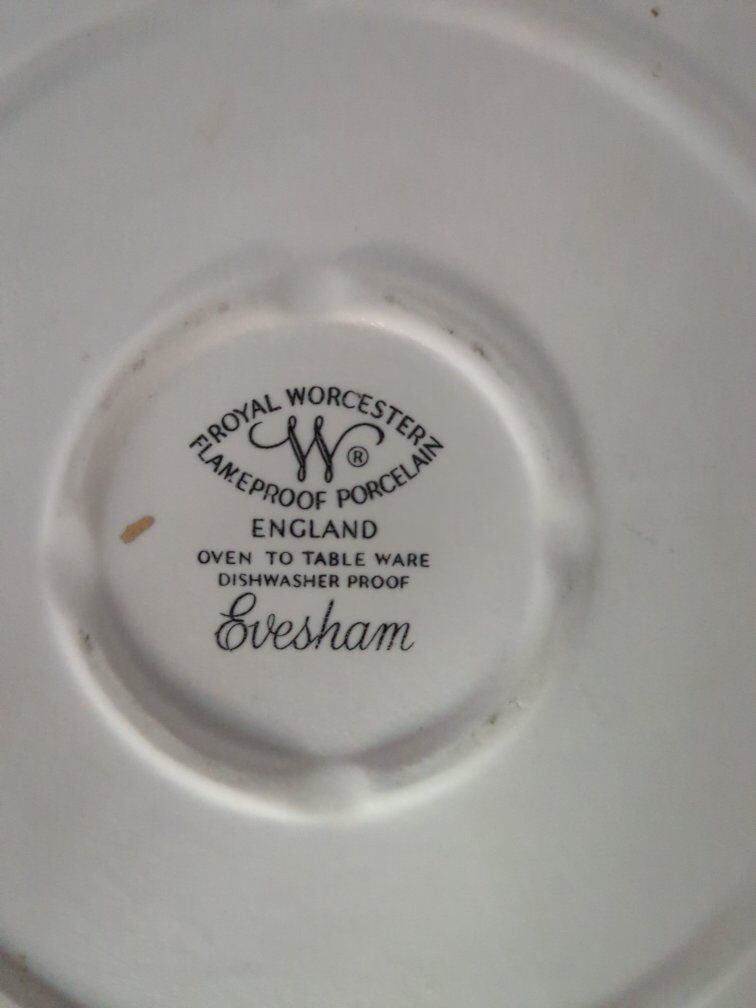 ROYAL WORCESTER
W ®
FLAMEPROOF PORCELAIN
ENGLAND
OVEN TO TABLE WARE
DISHWASHER PROOF
Evesham